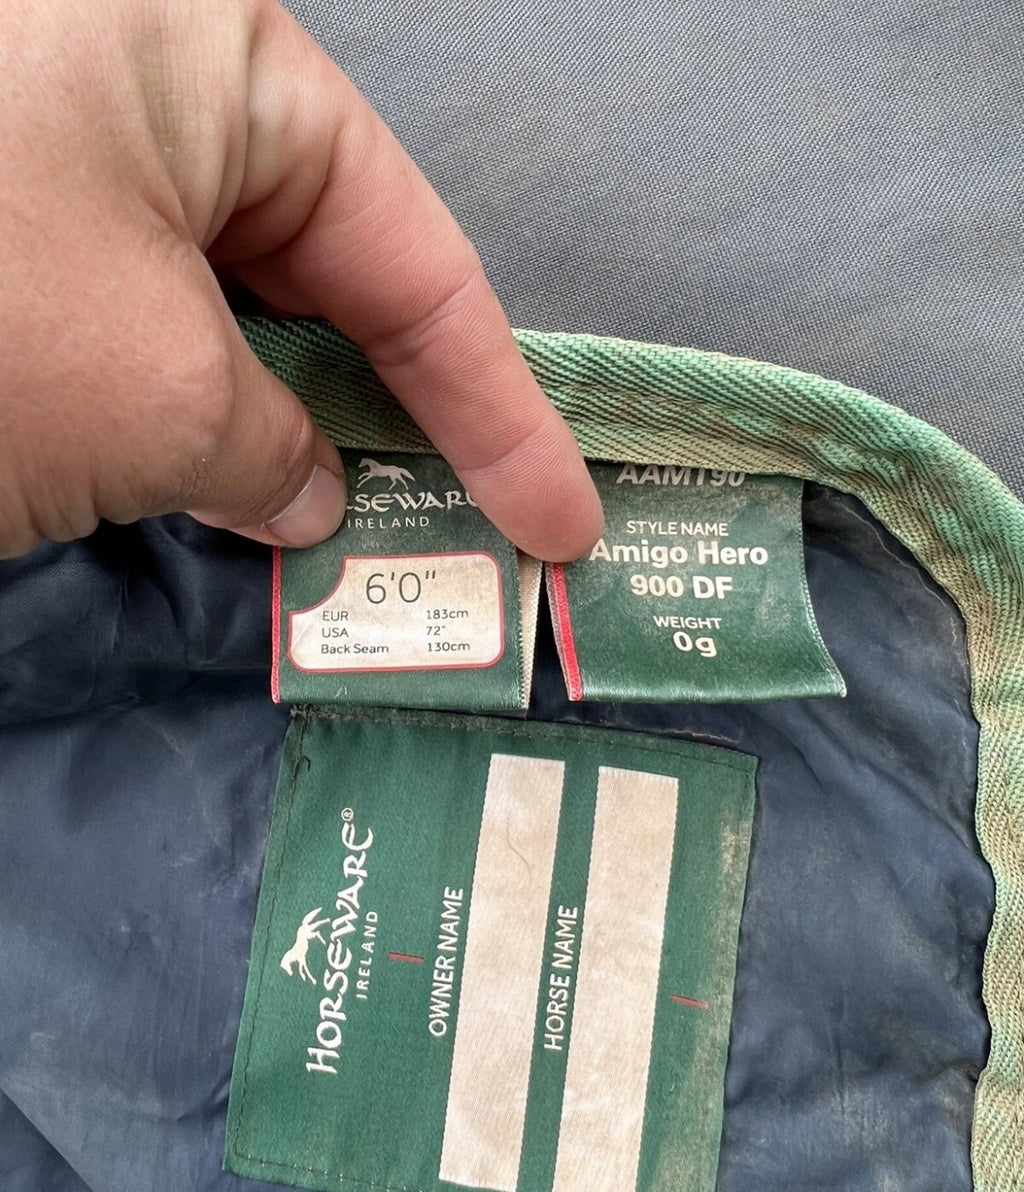 IRELAND
6'0"
EUR 183cm
USA 72"
Back Seam 130cm
STYLE NAME
Amigo Hero
900 DF
WEIGHT
0g
HORSEWARE®
IRELAND
OWNER NAME
HORSE NAME